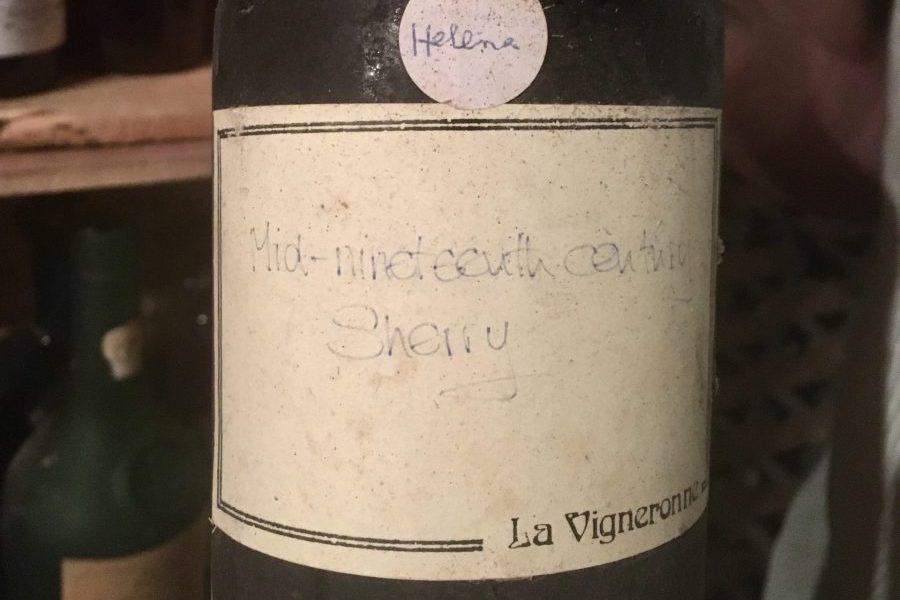 Helena
Mid-nineteenth century
Sherry
La Vigneronne